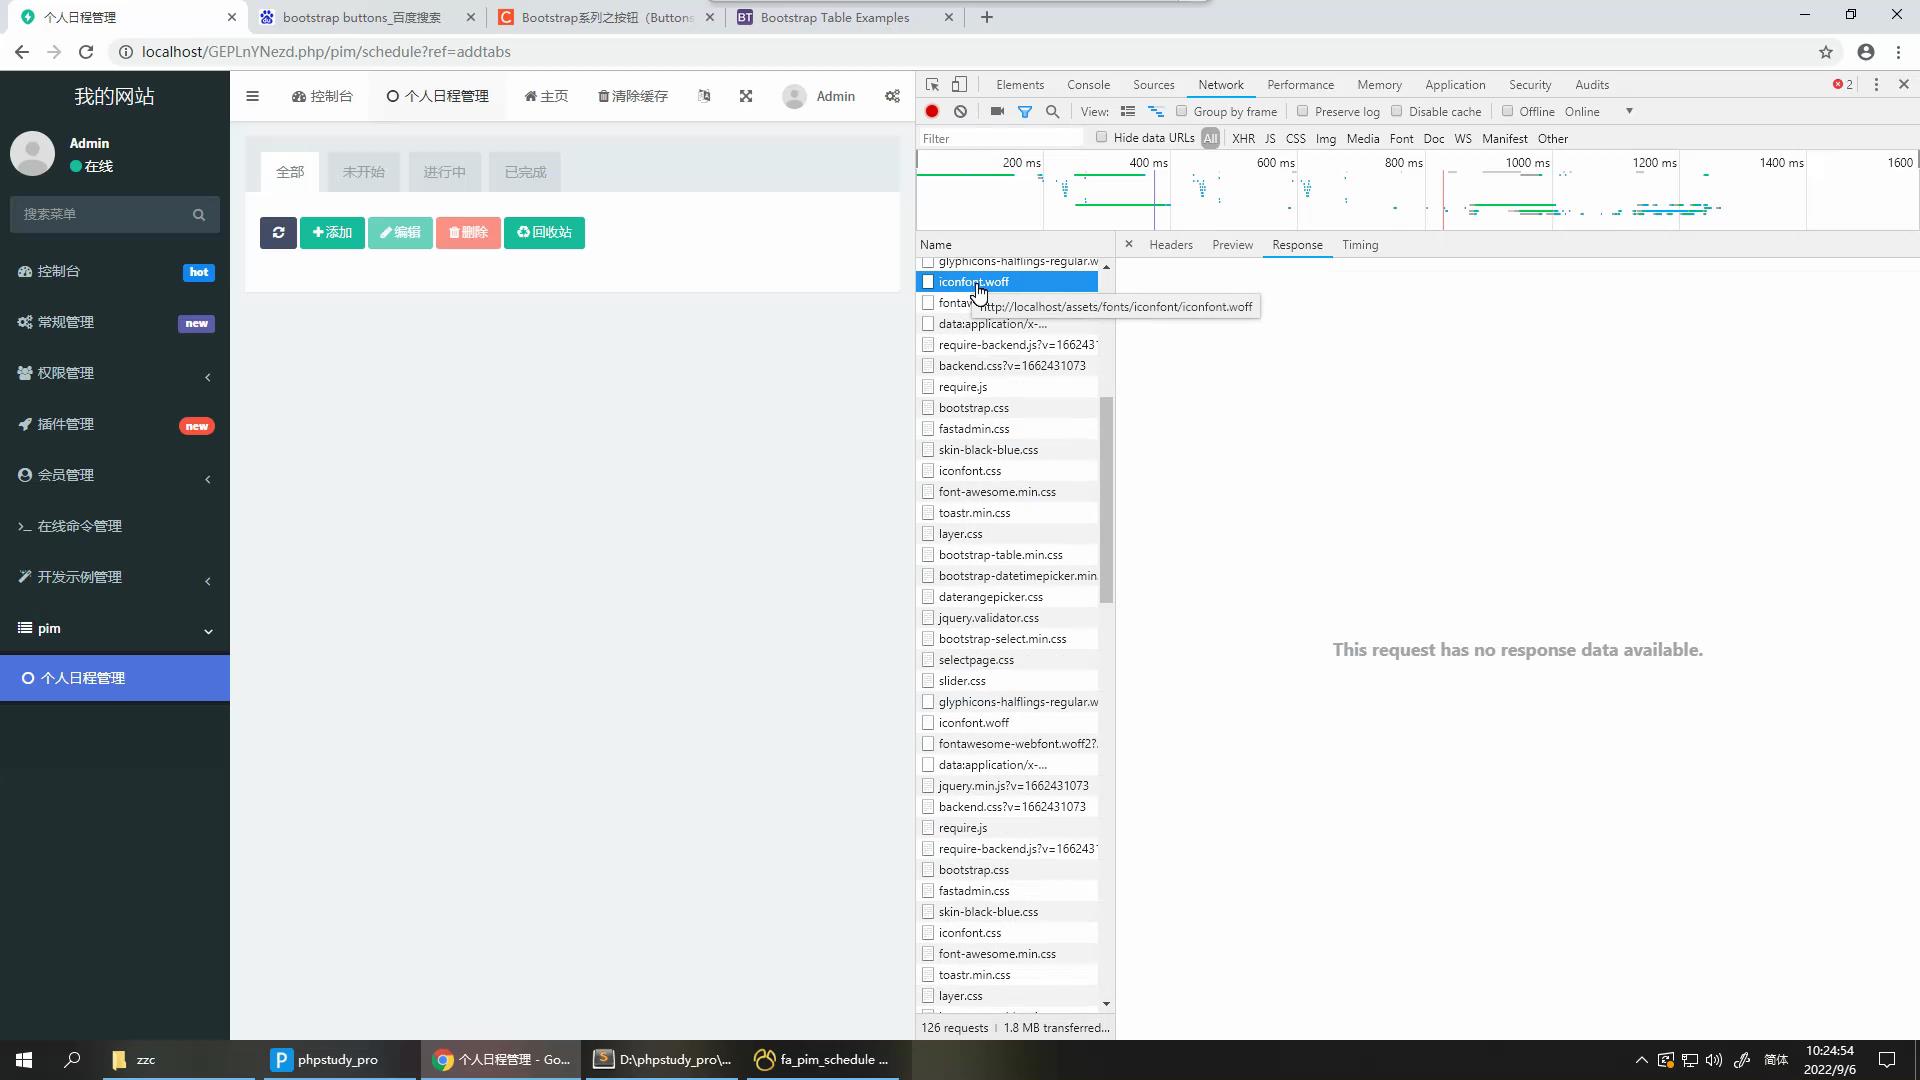 个人日程管理
bootstrap buttons_百度搜索
Bootstrap系列之按钮（Buttons
Bootstrap Table Examples
localhost/GEPLnYNezd.php/pim/schedule?ref=addtabs
我的网站
控制台
个人日程管理
主页
清除缓存
Admin
Elements
Console
Sources
Network
Performance
Memory
Application
Security
Audits
2
View:
Group by frame
Preserve log
Disable cache
Offline
Online
Filter
Hide data URLs
All
XHR
JS
CSS
Img
Media
Font
Doc
WS
Manifest
Other
Admin
在线
搜索菜单
控制台
hot
常规管理
new
权限管理
插件管理
new
会员管理
在线命令管理
开发示例管理
pim
个人日程管理
全部
未开始
进行中
已完成
添加
编辑
删除
回收站
200 ms
400 ms
600 ms
800 ms
1000 ms
1200 ms
1400 ms
1600
Name
Headers
Preview
Response
Timing
glyphicons-halflings-regular.w
iconfont.woff
http://localhost/assets/fonts/iconfont/iconfont.woff
data:application/x-...
require-backend.js?v=166243
backend.css?v=1662431073
require.js
bootstrap.css
fastadmin.css
skin-black-blue.css
iconfont.css
font-awesome.min.css
toastr.min.css
layer.css
bootstrap-table.min.css
bootstrap-datetimepicker.min.
daterangepicker.css
jquery.validator.css
bootstrap-select.min.css
selectpage.css
slider.css
glyphicons-halflings-regular.w
iconfont.woff
fontawesome-webfont.woff2?.
data:application/x-...
jquery.min.js?v=1662431073
backend.css?v=1662431073
require.js
require-backend.js?v=166243
bootstrap.css
fastadmin.css
skin-black-blue.css
iconfont.css
font-awesome.min.css
toastr.min.css
layer.css
This request has no response data available.
126 requests
1.8 MB transferred...
zzc
phpstudy_pro
个人日程管理 - Go...
D:\phpstudy_pro\...
fa_pim_schedule ...
简体
10:24:54
2022/9/6